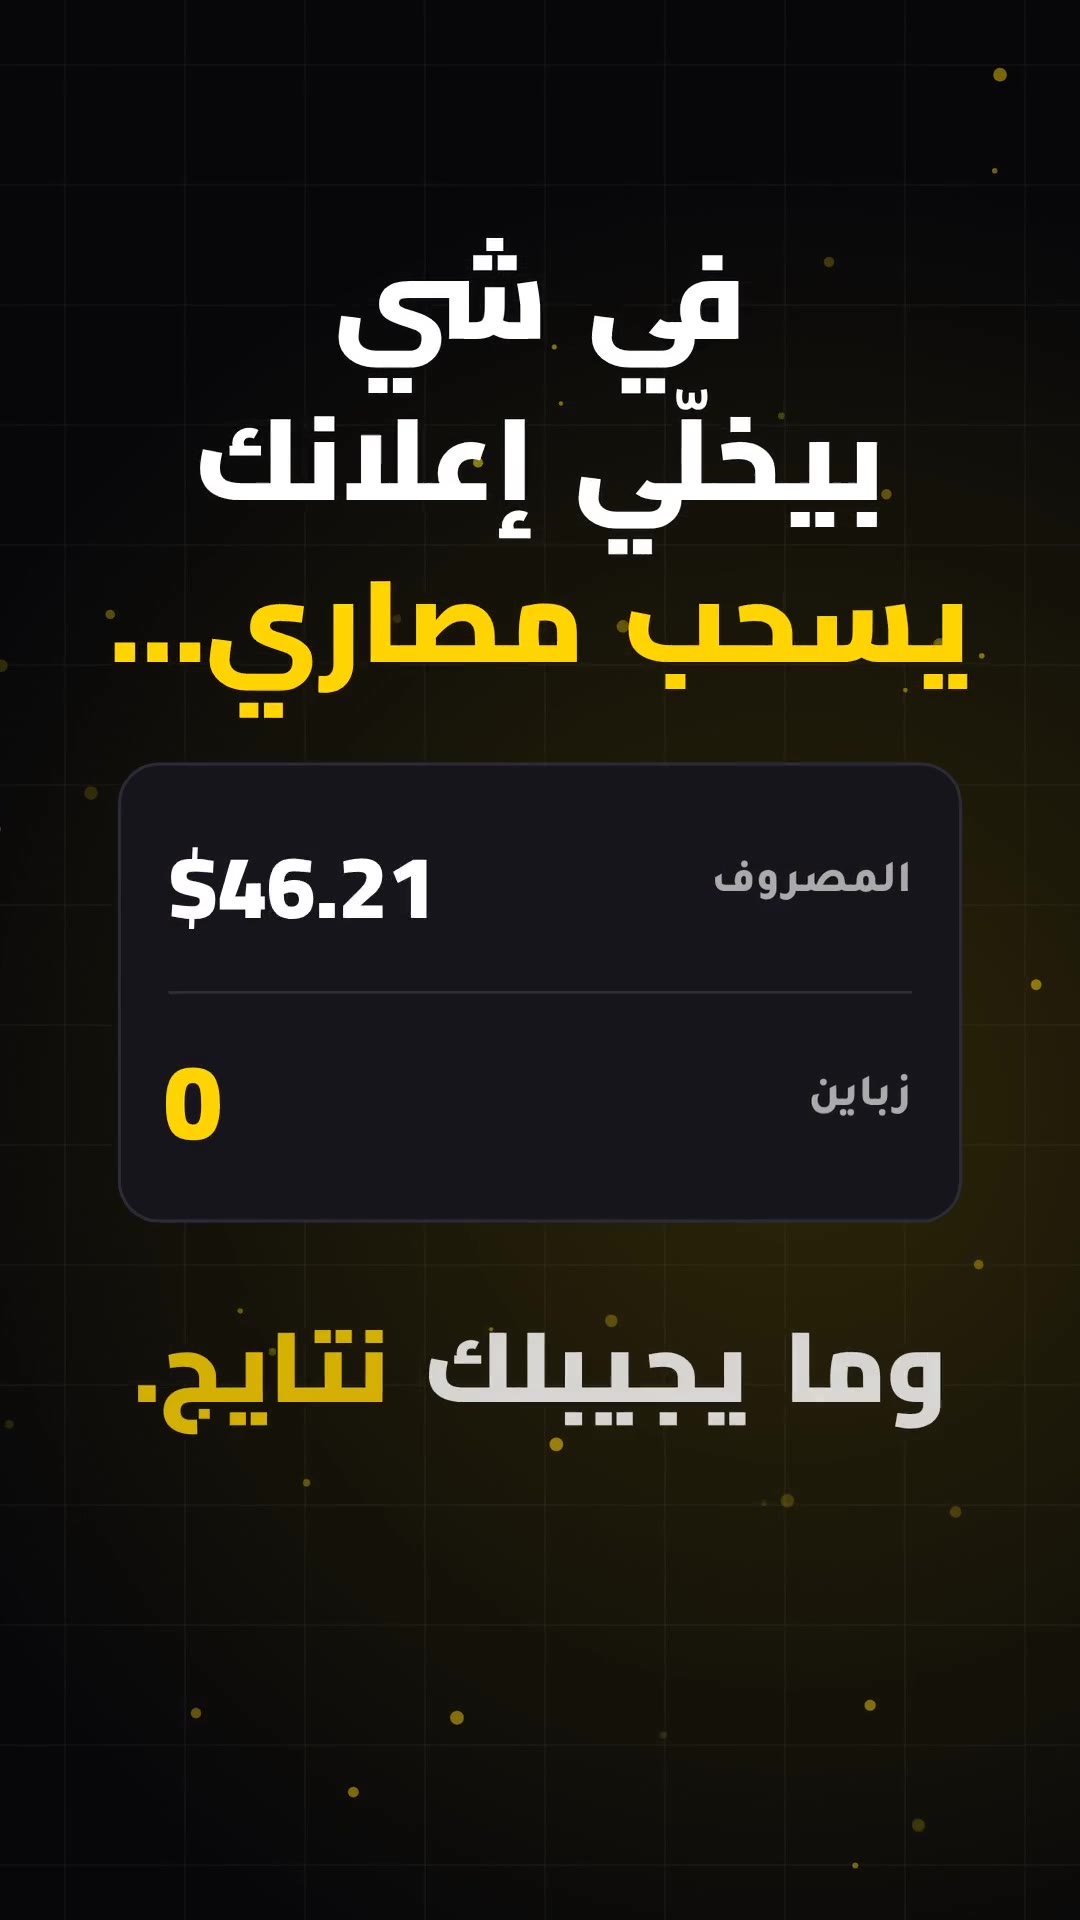 في شي
بيخلّي إعلانك
يسحب مصاري...
المصروف
$46.21
زباين
0
وما يجيبلك نتايج.